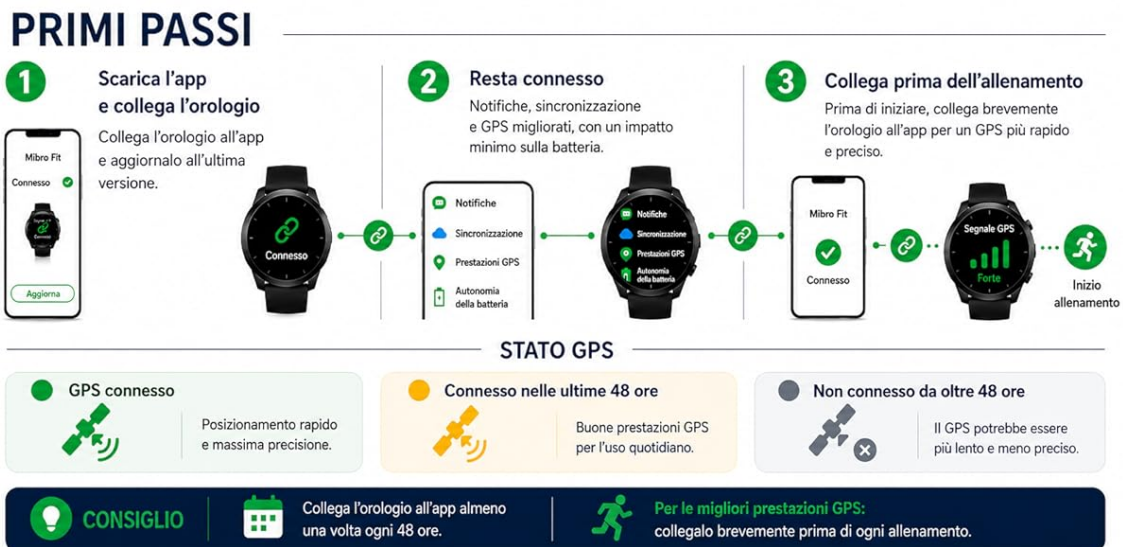 PRIMI PASSI
1
Scarica l'app
e collega l'orologio
Collega l'orologio all'app
e aggiornalo all'ultima
versione.
Mibro Fit
Connesso
Connesso
Aggiorna
Connesso
2
Resta connesso
Notifiche, sincronizzazione
e GPS migliorati, con un impatto
minimo sulla batteria.
Notifiche
Sincronizzazione
Prestazioni GPS
Autonomia
della batteria
Notifiche
Sincronizzazione
Prestazioni GPS
Autonomia
della batteria
3
Collega prima dell'allenamento
Prima di iniziare, collega brevemente
l'orologio all'app per un GPS più rapido
e preciso.
Mibro Fit
Connesso
Segnale GPS
Forte
Inizio
allenamento
STATO GPS
GPS connesso
Posizionamento rapido
e massima precisione.
Connesso nelle ultime 48 ore
Buone prestazioni GPS
per l'uso quotidiano.
Non connesso da oltre 48 ore
Il GPS potrebbe essere
più lento e meno preciso.
CONSIGLIO
Collega l'orologio all'app almeno
una volta ogni 48 ore.
Per le migliori prestazioni GPS:
collegalo brevemente prima di ogni allenamento.